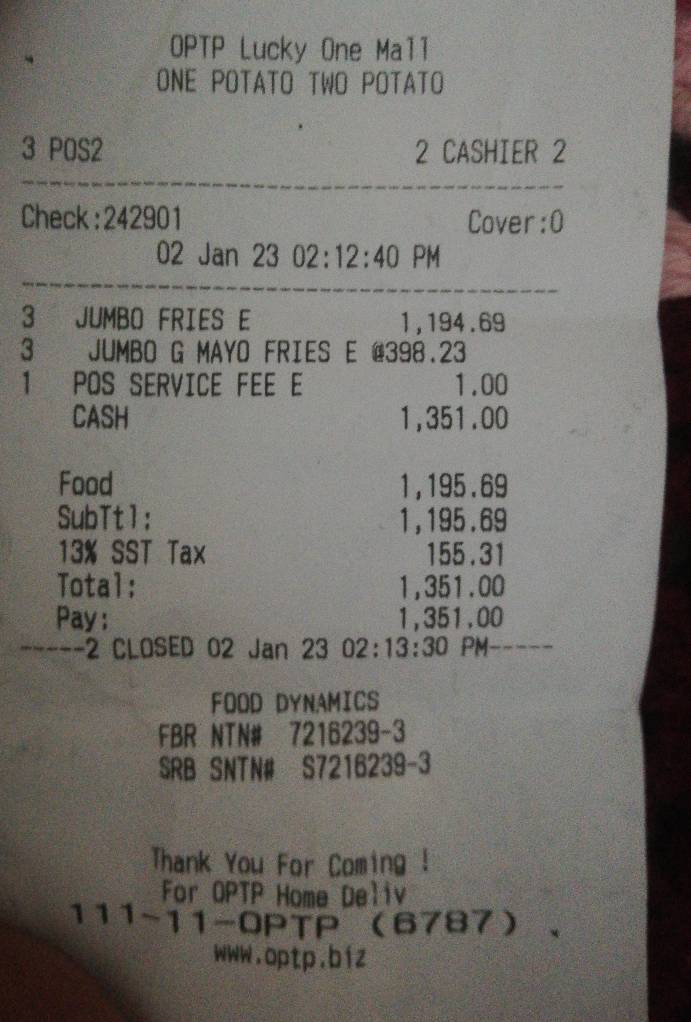 OPTP Lucky One Mall
ONE POTATO TWO POTATO
3 POS2 2 CASHIER 2
Check:242901 Cover:0
02 Jan 23 02:12:40 PM
3 JUMBO FRIES E 1,194.69
3 JUMBO G MAYO FRIES E @398.23
1 POS SERVICE FEE E 1.00
CASH 1,351.00
Food 1,195.69
SubTtl: 1,195.69
13% SST Tax 155.31
Total: 1,351.00
Pay: 1,351.00
-----2 CLOSED 02 Jan 23 02:13:30 PM-----
FOOD DYNAMICS
FBR NTN# 7216239-3
SRB SNTN# S7216239-3
Thank You For Coming !
For OPTP Home Deliv
111-11-OPTP (6787) .
www.optp.biz